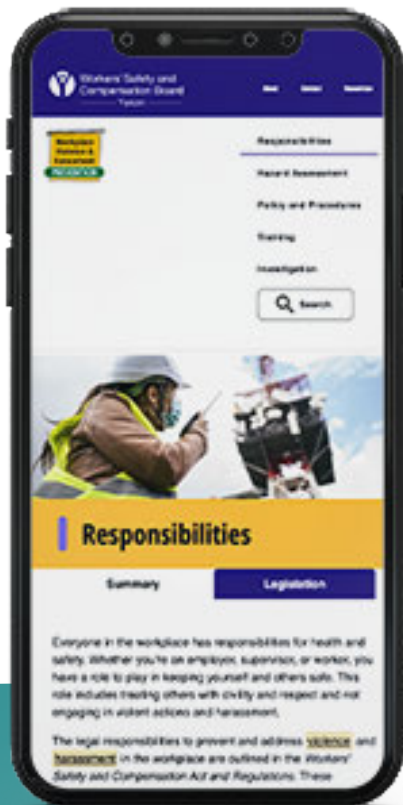 Workers' Safety and
Compensation Board
Yukon
Workplace
Violence &
Harassment
PREVENTION
Responsibilities
Hazard Assessment
Policy and Procedures
Training
Investigation
Search
Responsibilities
Summary
Legislation
Everyone in the workplace has responsibilities for health and
safety. Whether you're an employer, supervisor, or worker, you
have a role to play in keeping yourself and others safe. This
role includes treating others with civility and respect and not
engaging in violent actions and harassment.
The legal responsibilities to prevent and address violence and
harassment in the workplace are outlined in the Workers'
Safety and Compensation Act and Regulations. These